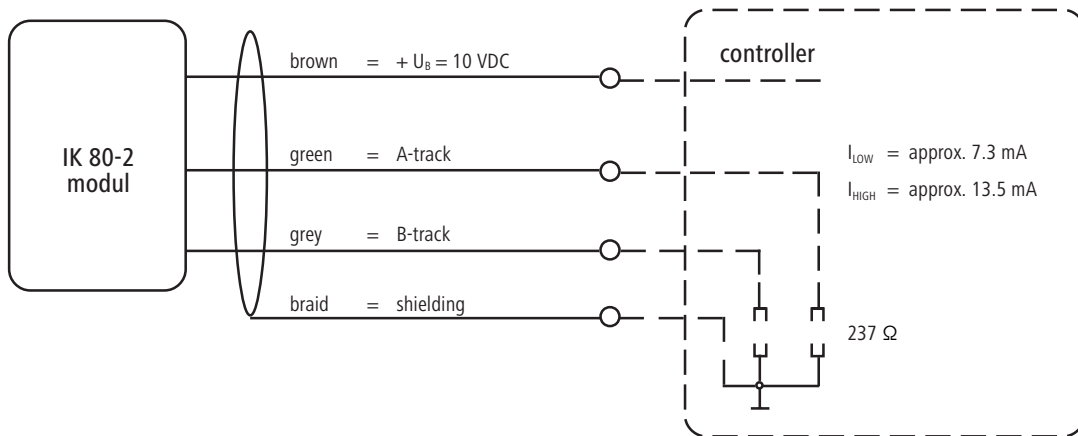 IK 80-2
modul
brown = + U_B = 10 VDC
green = A-track
grey = B-track
braid = shielding
controller
I_LOW = approx. 7.3 mA
I_HIGH = approx. 13.5 mA
237 Ω